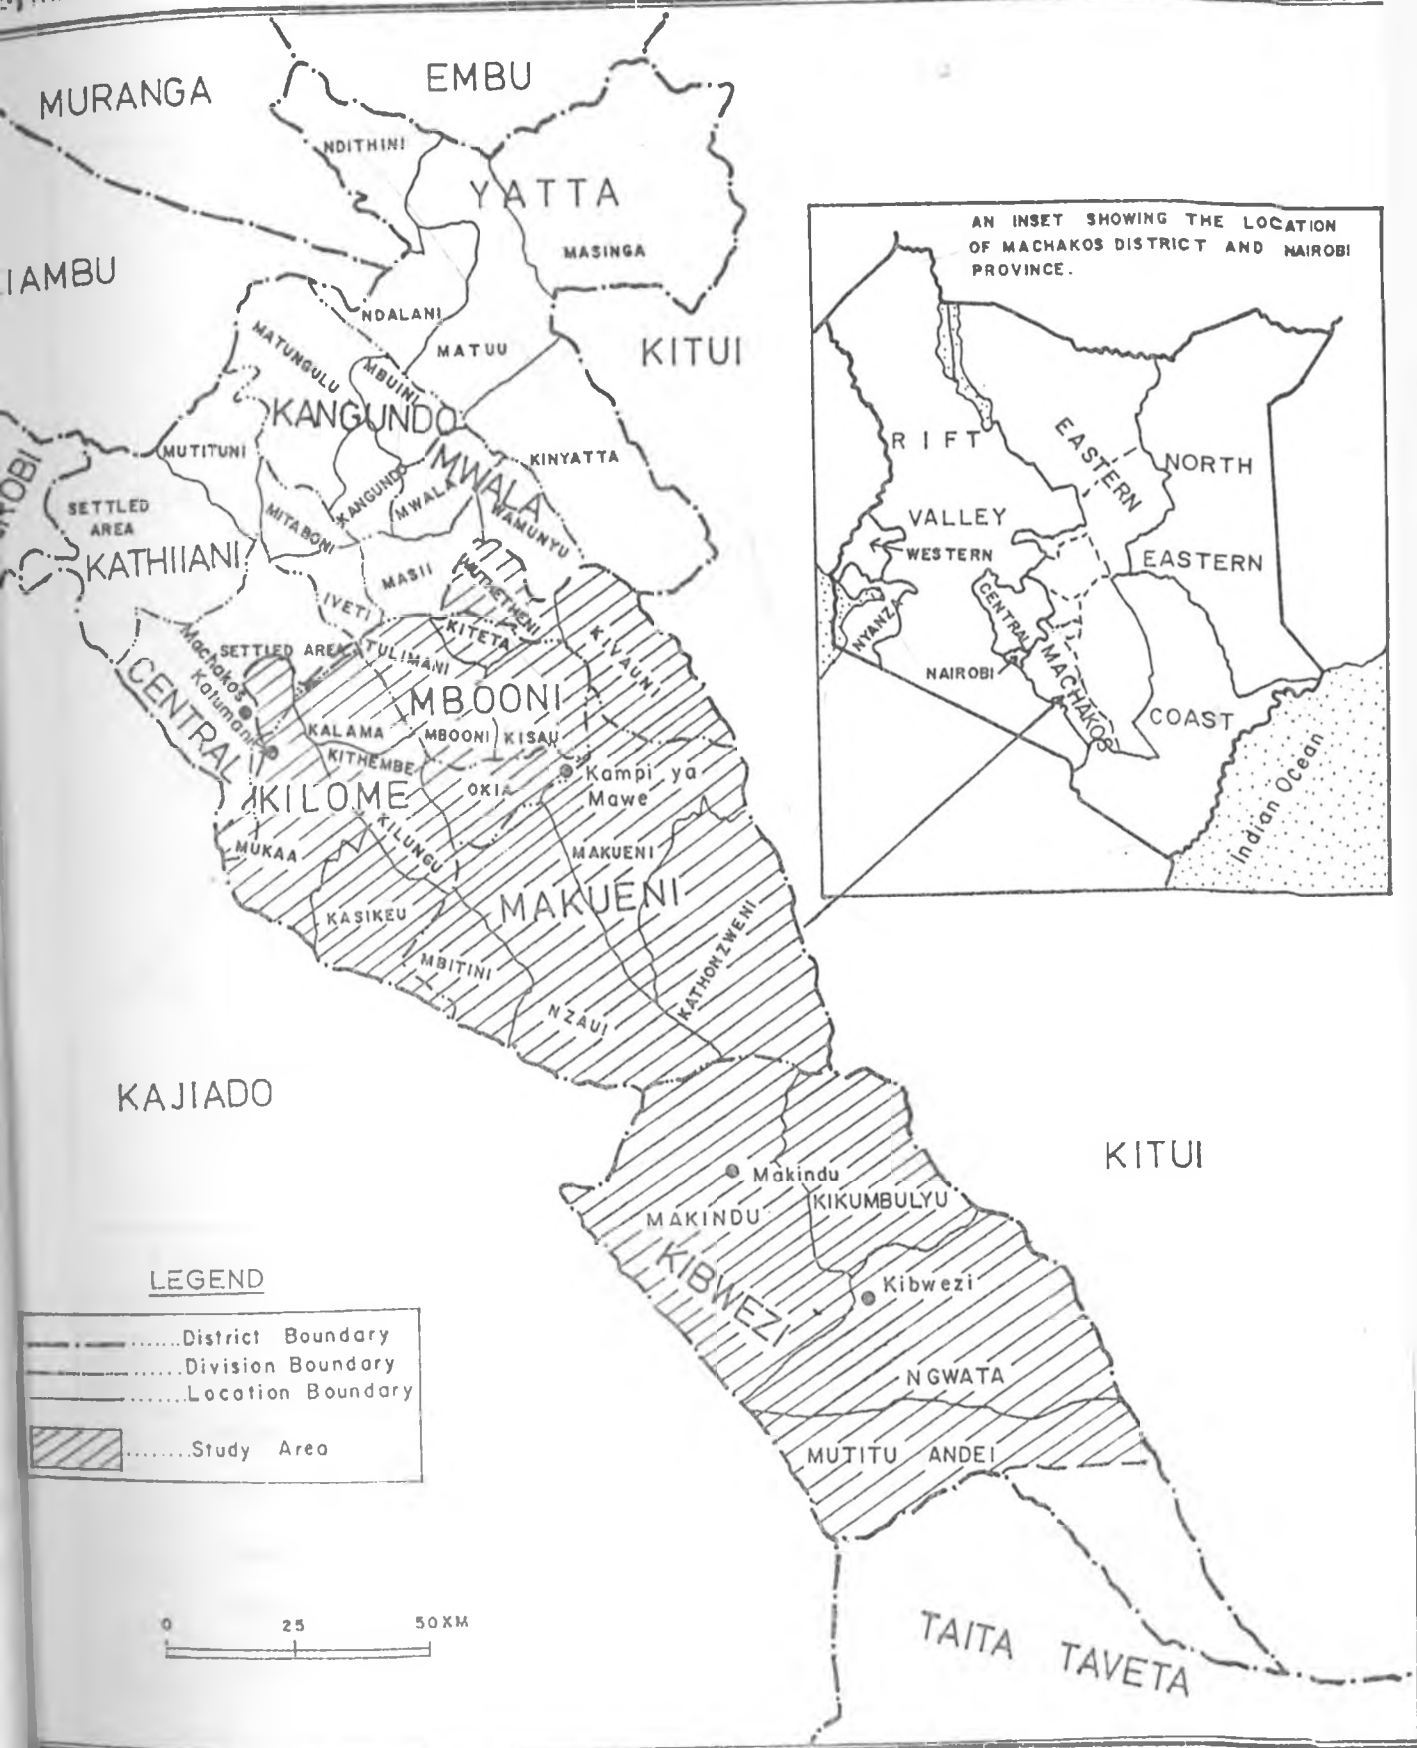 MURANGA
EMBU
NDITHINI
YATTA
MASINGA
AN INSET SHOWING THE LOCATION
OF MACHAKOS DISTRICT AND NAIROBI
PROVINCE.
IAMBU
NDALANI
MATUU
KITUI
MATUNGULU
MBUINI
KANGUNDO
MUTITUNI
KINYATTA
MWALA
OBI
SETTLED
AREA
KANGUNDO
MWALA
WAMUNYU
MITABONI
KATHIIANI
MASII
MUTHETHENI
IVETI
KITETA
KIVAUNI
SETTLED AREA
TULIMANI
Machakos
Katumani
CENTRAL
MBOONI
KALAMA
MBOONI
KISAU
KITHEMBE
Kampi ya
Mawe
OKIA
KILOME
KILUNGU
MUKAA
MAKUENI
MAKUENI
KASIKEU
KATHONZWENI
MBITINI
NZAUI
RIFT
VALLEY
EASTERN
NORTH
EASTERN
WESTERN
NYANZA
CENTRAL
NAIROBI
MACHAKOS
COAST
Indian Ocean
KAJIADO
KITUI
Makindu
KIKUMBULYU
MAKINDU
KIBWEZI
Kibwezi
NGWATA
MUTITU ANDEI
LEGEND
District Boundary
Division Boundary
Location Boundary
Study Area
0 25 50 KM
TAITA TAVETA